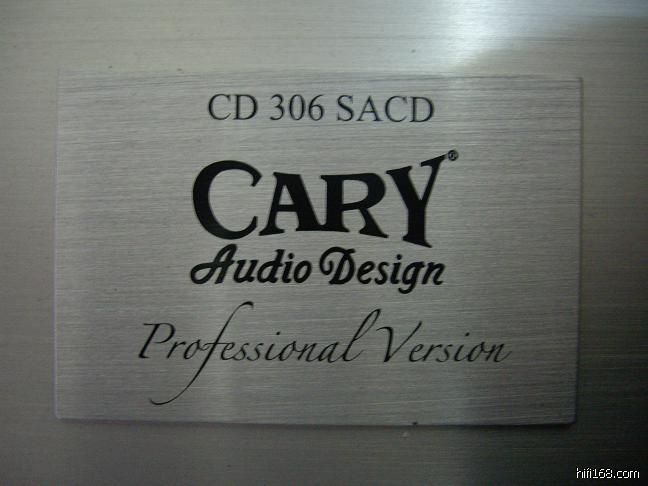 CD 306 SACD
CARY®
Audio Design
Professional Version
hifi168.com